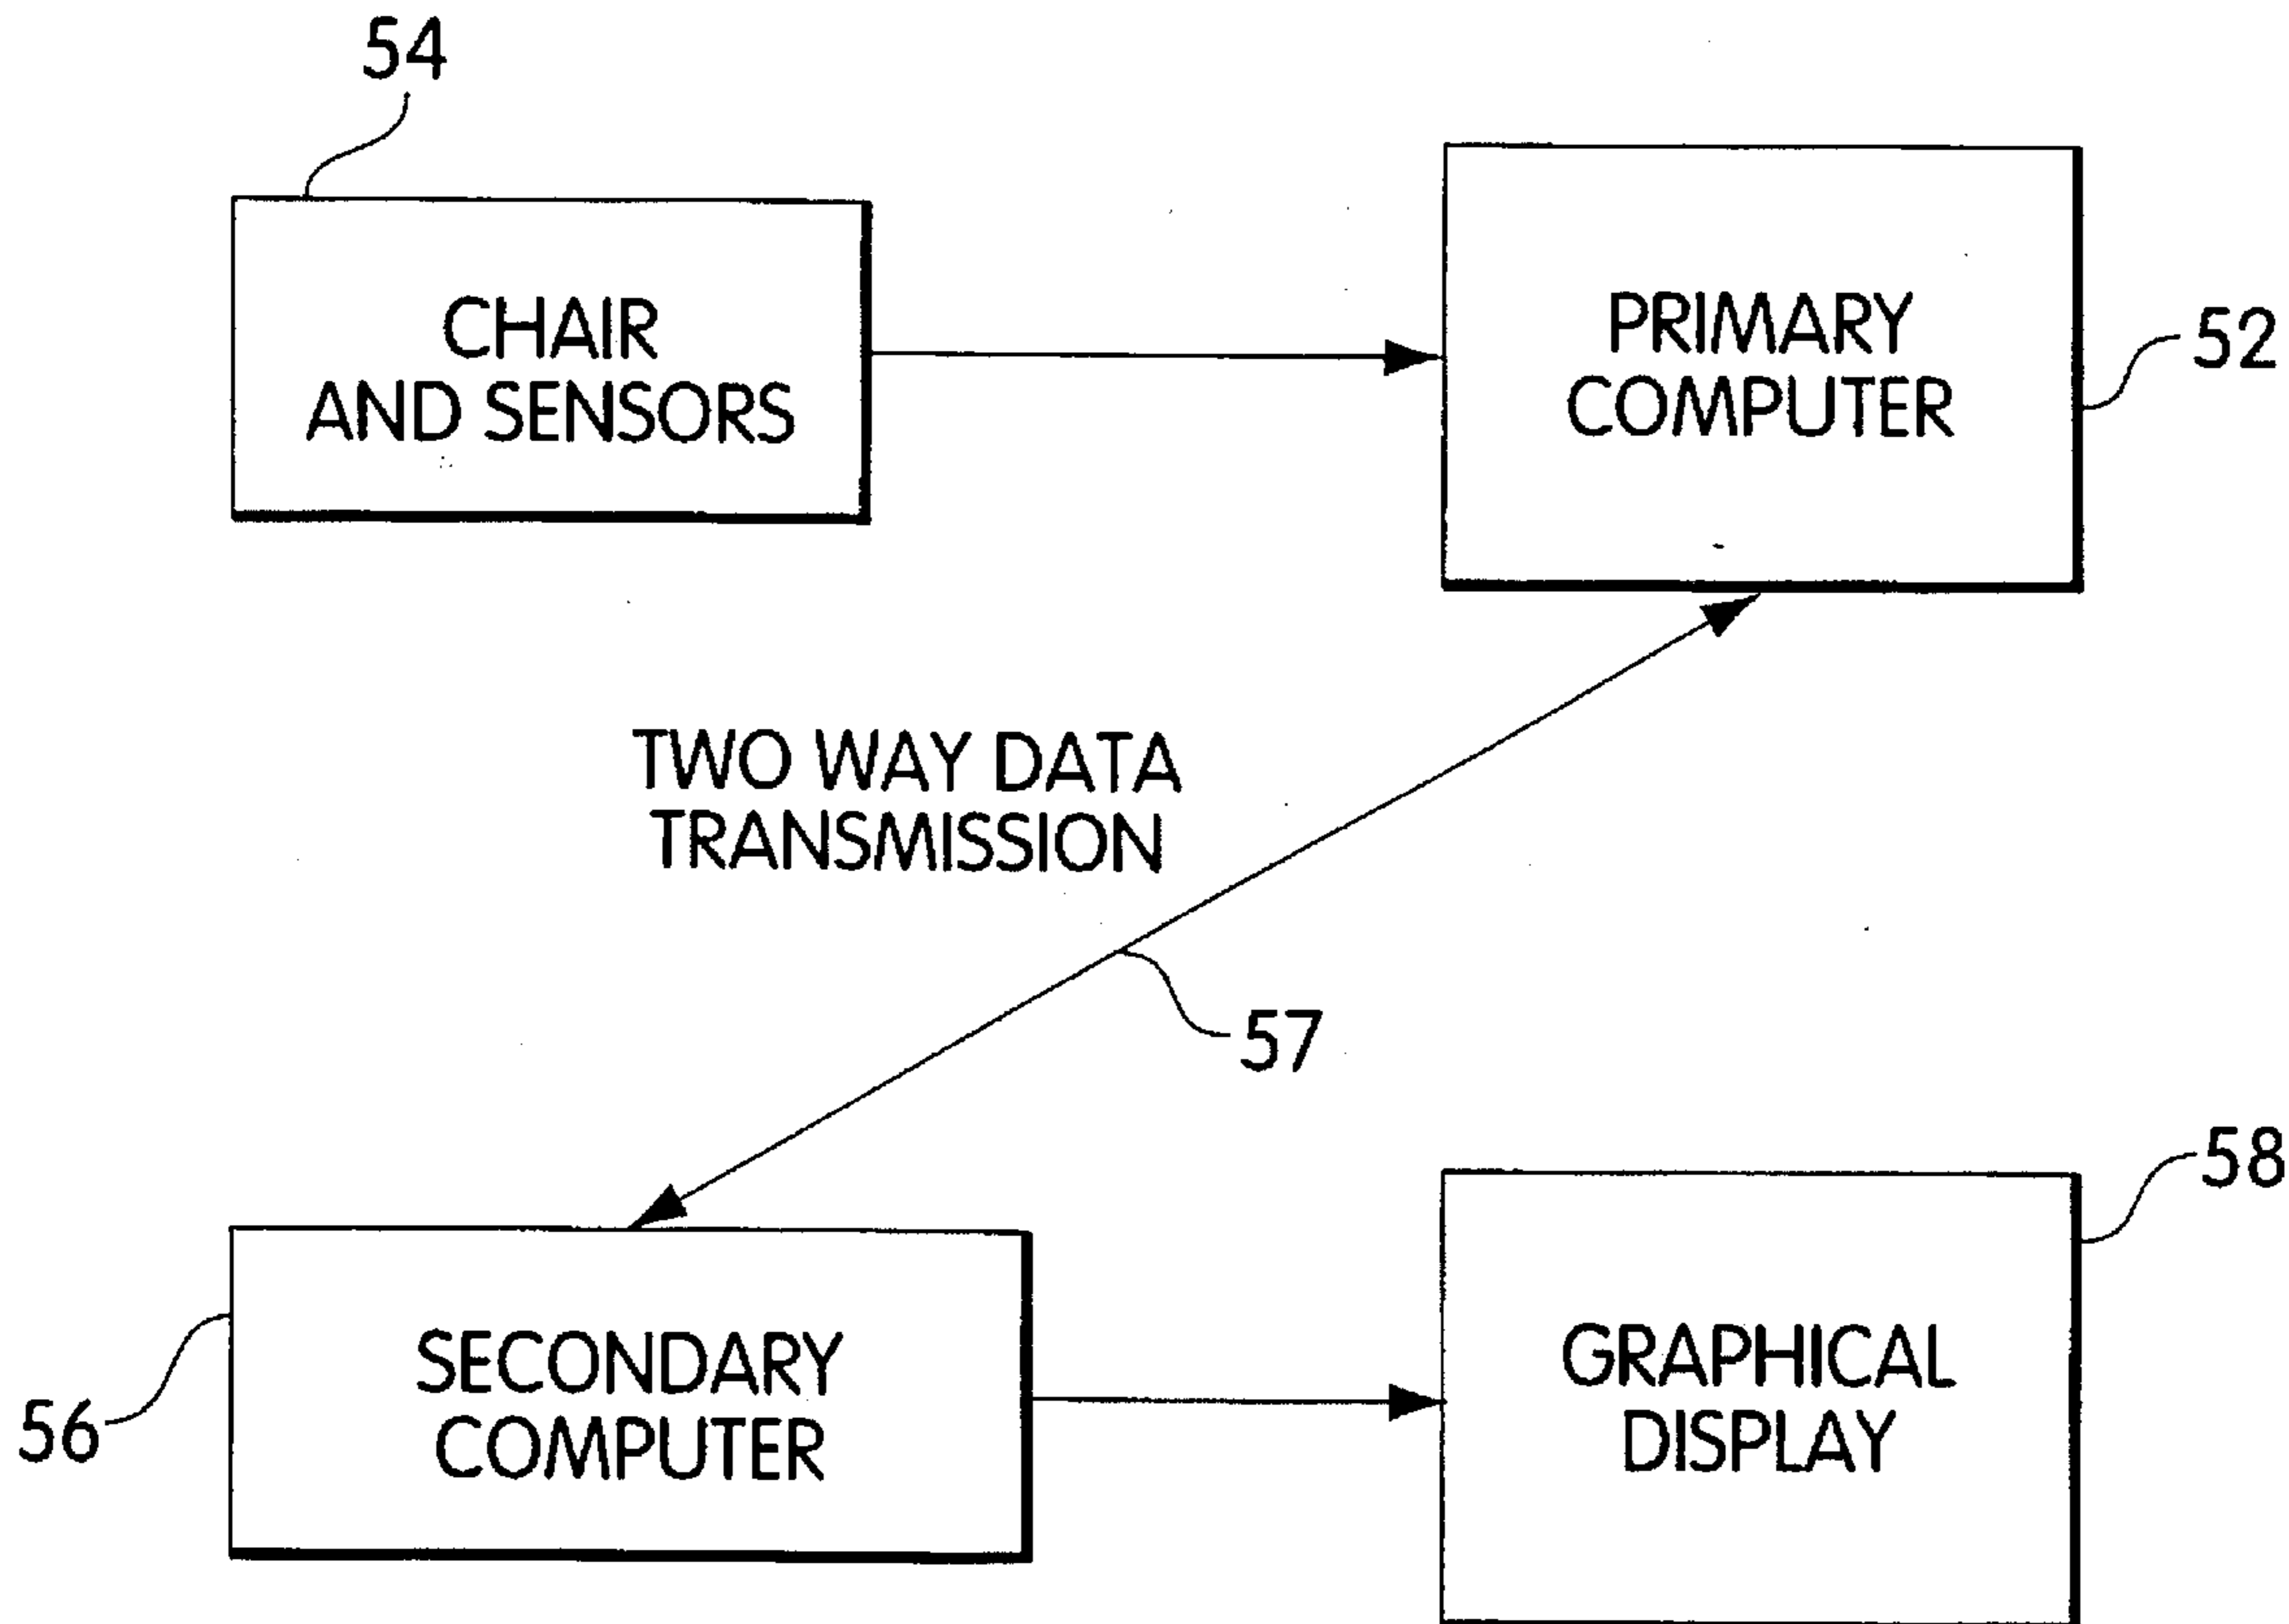 54
CHAIR
AND SENSORS
PRIMARY
COMPUTER
52
TWO WAY DATA
TRANSMISSION
57
58
SECONDARY
COMPUTER
56
GRAPHICAL
DISPLAY